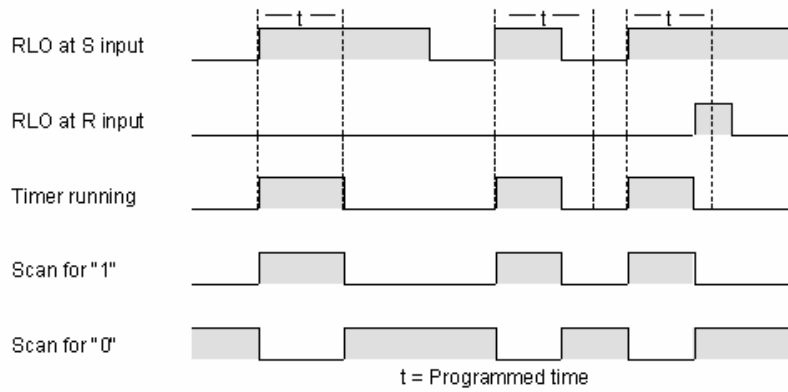 t t t
RLO at S input
RLO at R input
Timer running
Scan for "1"
Scan for "0"
t = Programmed time